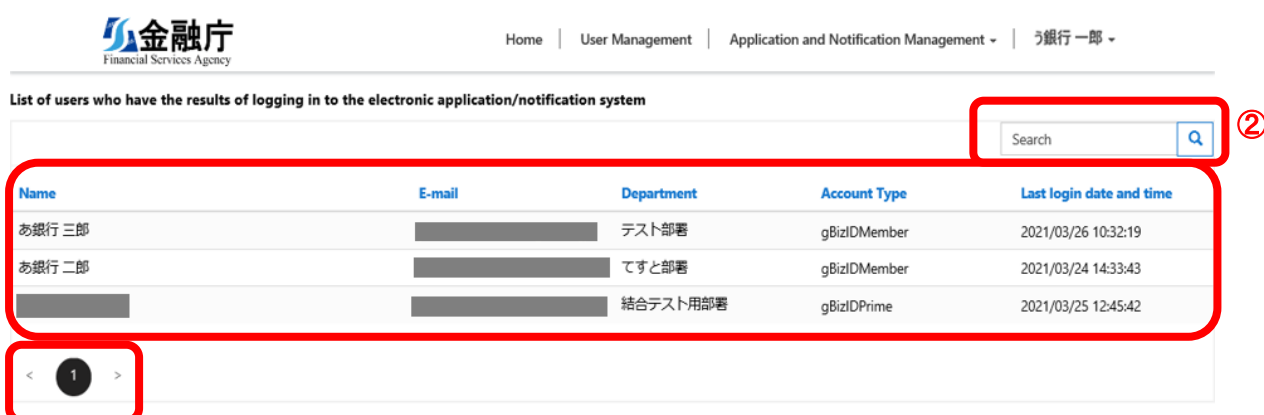 金融庁
Financial Services Agency
Home | User Management | Application and Notification Management | う銀行 一郎
List of users who have the results of logging in to the electronic application/notification system
Search
②
Name E-mail Department Account Type Last login date and time
あ銀行 三郎 テスト部署 gBizIDMember 2021/03/26 10:32:19
あ銀行 二郎 てすと部署 gBizIDMember 2021/03/24 14:33:43
結合テスト用部署 gBizIDPrime 2021/03/25 12:45:42
< 1 >